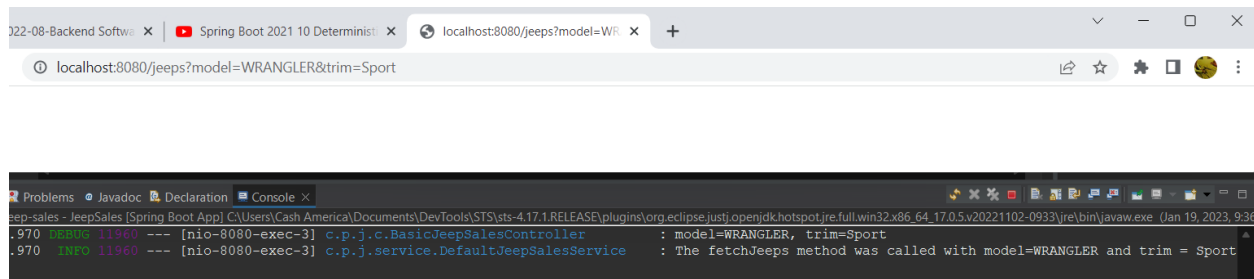 022-08-Backend Softwa
Spring Boot 2021 10 Determinist
localhost:8080/jeeps?model=WR
localhost:8080/jeeps?model=WRANGLER&trim=Sport
Problems @ Javadoc Declaration Console
eep-sales - JeepSales [Spring Boot App] C:\Users\Cash America\Documents\DevTools\STS\sts-4.17.1.RELEASE\plugins\org.eclipse.justj.openjdk.hotspot.jre.full.win32.x86_64_17.0.5.v20221102-0933\jre\bin\javaw.exe (Jan 19, 2023, 9:36
.970 DEBUG 11960 --- [nio-8080-exec-3] c.p.j.c.BasicJeepSalesController : model=WRANGLER, trim=Sport
.970 INFO 11960 --- [nio-8080-exec-3] c.p.j.service.DefaultJeepSalesService : The fetchJeeps method was called with model=WRANGLER and trim = Sport